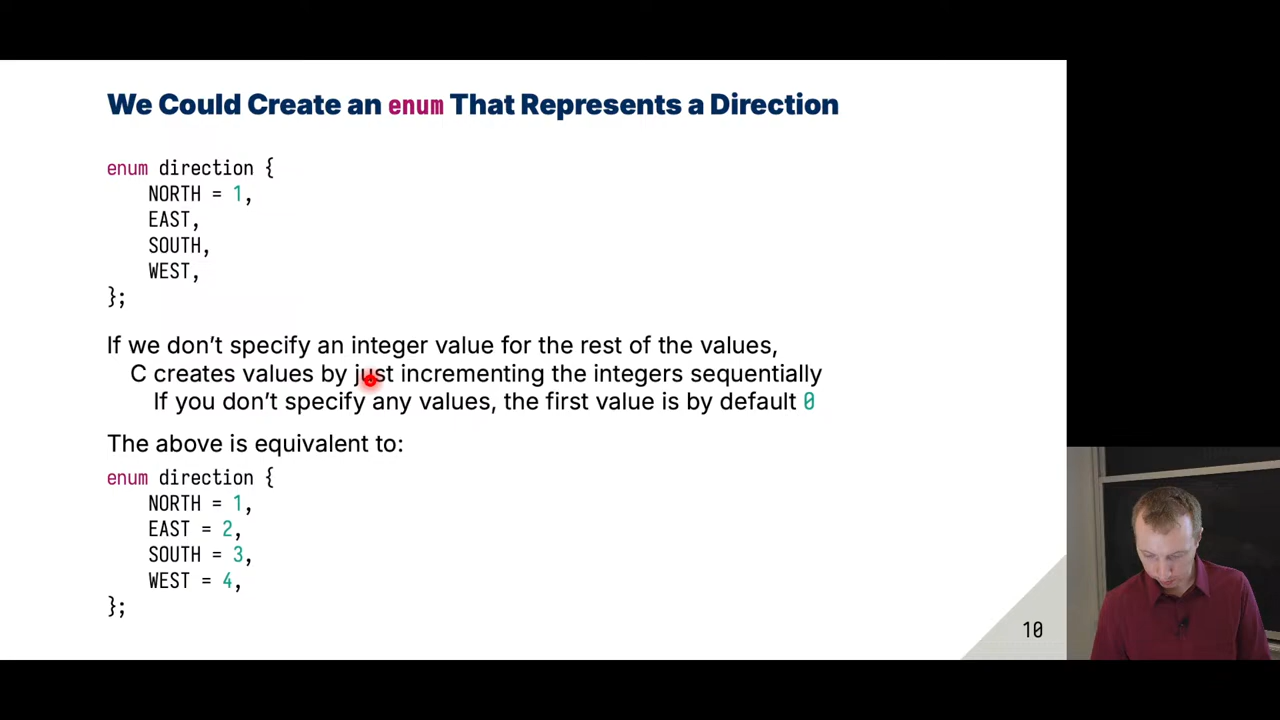 We Could Create an enum That Represents a Direction
enum direction {
NORTH = 1,
EAST,
SOUTH,
WEST,
};
If we don't specify an integer value for the rest of the values,
C creates values by just incrementing the integers sequentially
If you don't specify any values, the first value is by default 0
The above is equivalent to:
enum direction {
NORTH = 1,
EAST = 2,
SOUTH = 3,
WEST = 4,
};
10